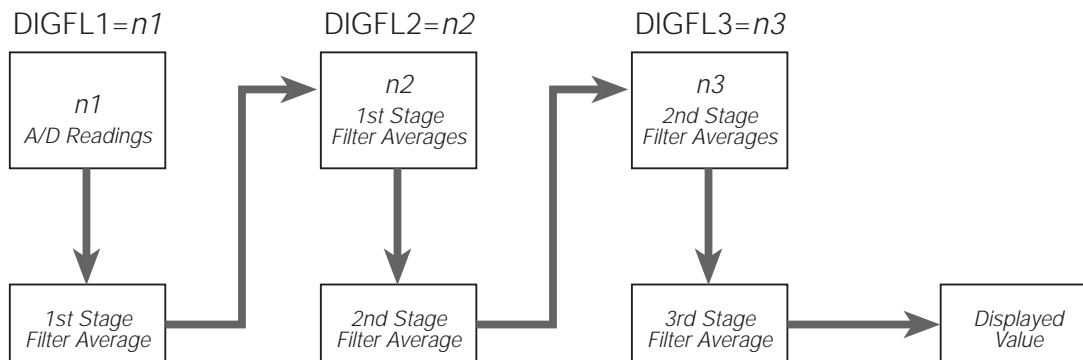 DIGFL1=n1
DIGFL2=n2
DIGFL3=n3
n1
A/D Readings
n2
1st Stage
Filter Averages
n3
2nd Stage
Filter Averages
1st Stage
Filter Average
2nd Stage
Filter Average
3rd Stage
Filter Average
Displayed
Value